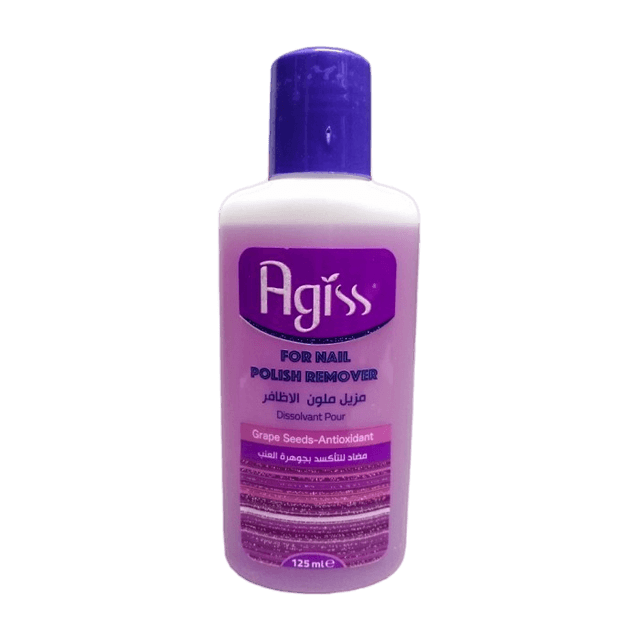 Agiss
FOR NAIL
POLISH REMOVER
مزيل ملون الاظافر
Dissolvant Pour
Grape Seeds-Antioxidant
مضاد للتأكسد بجوهرة العنب
125 ml e